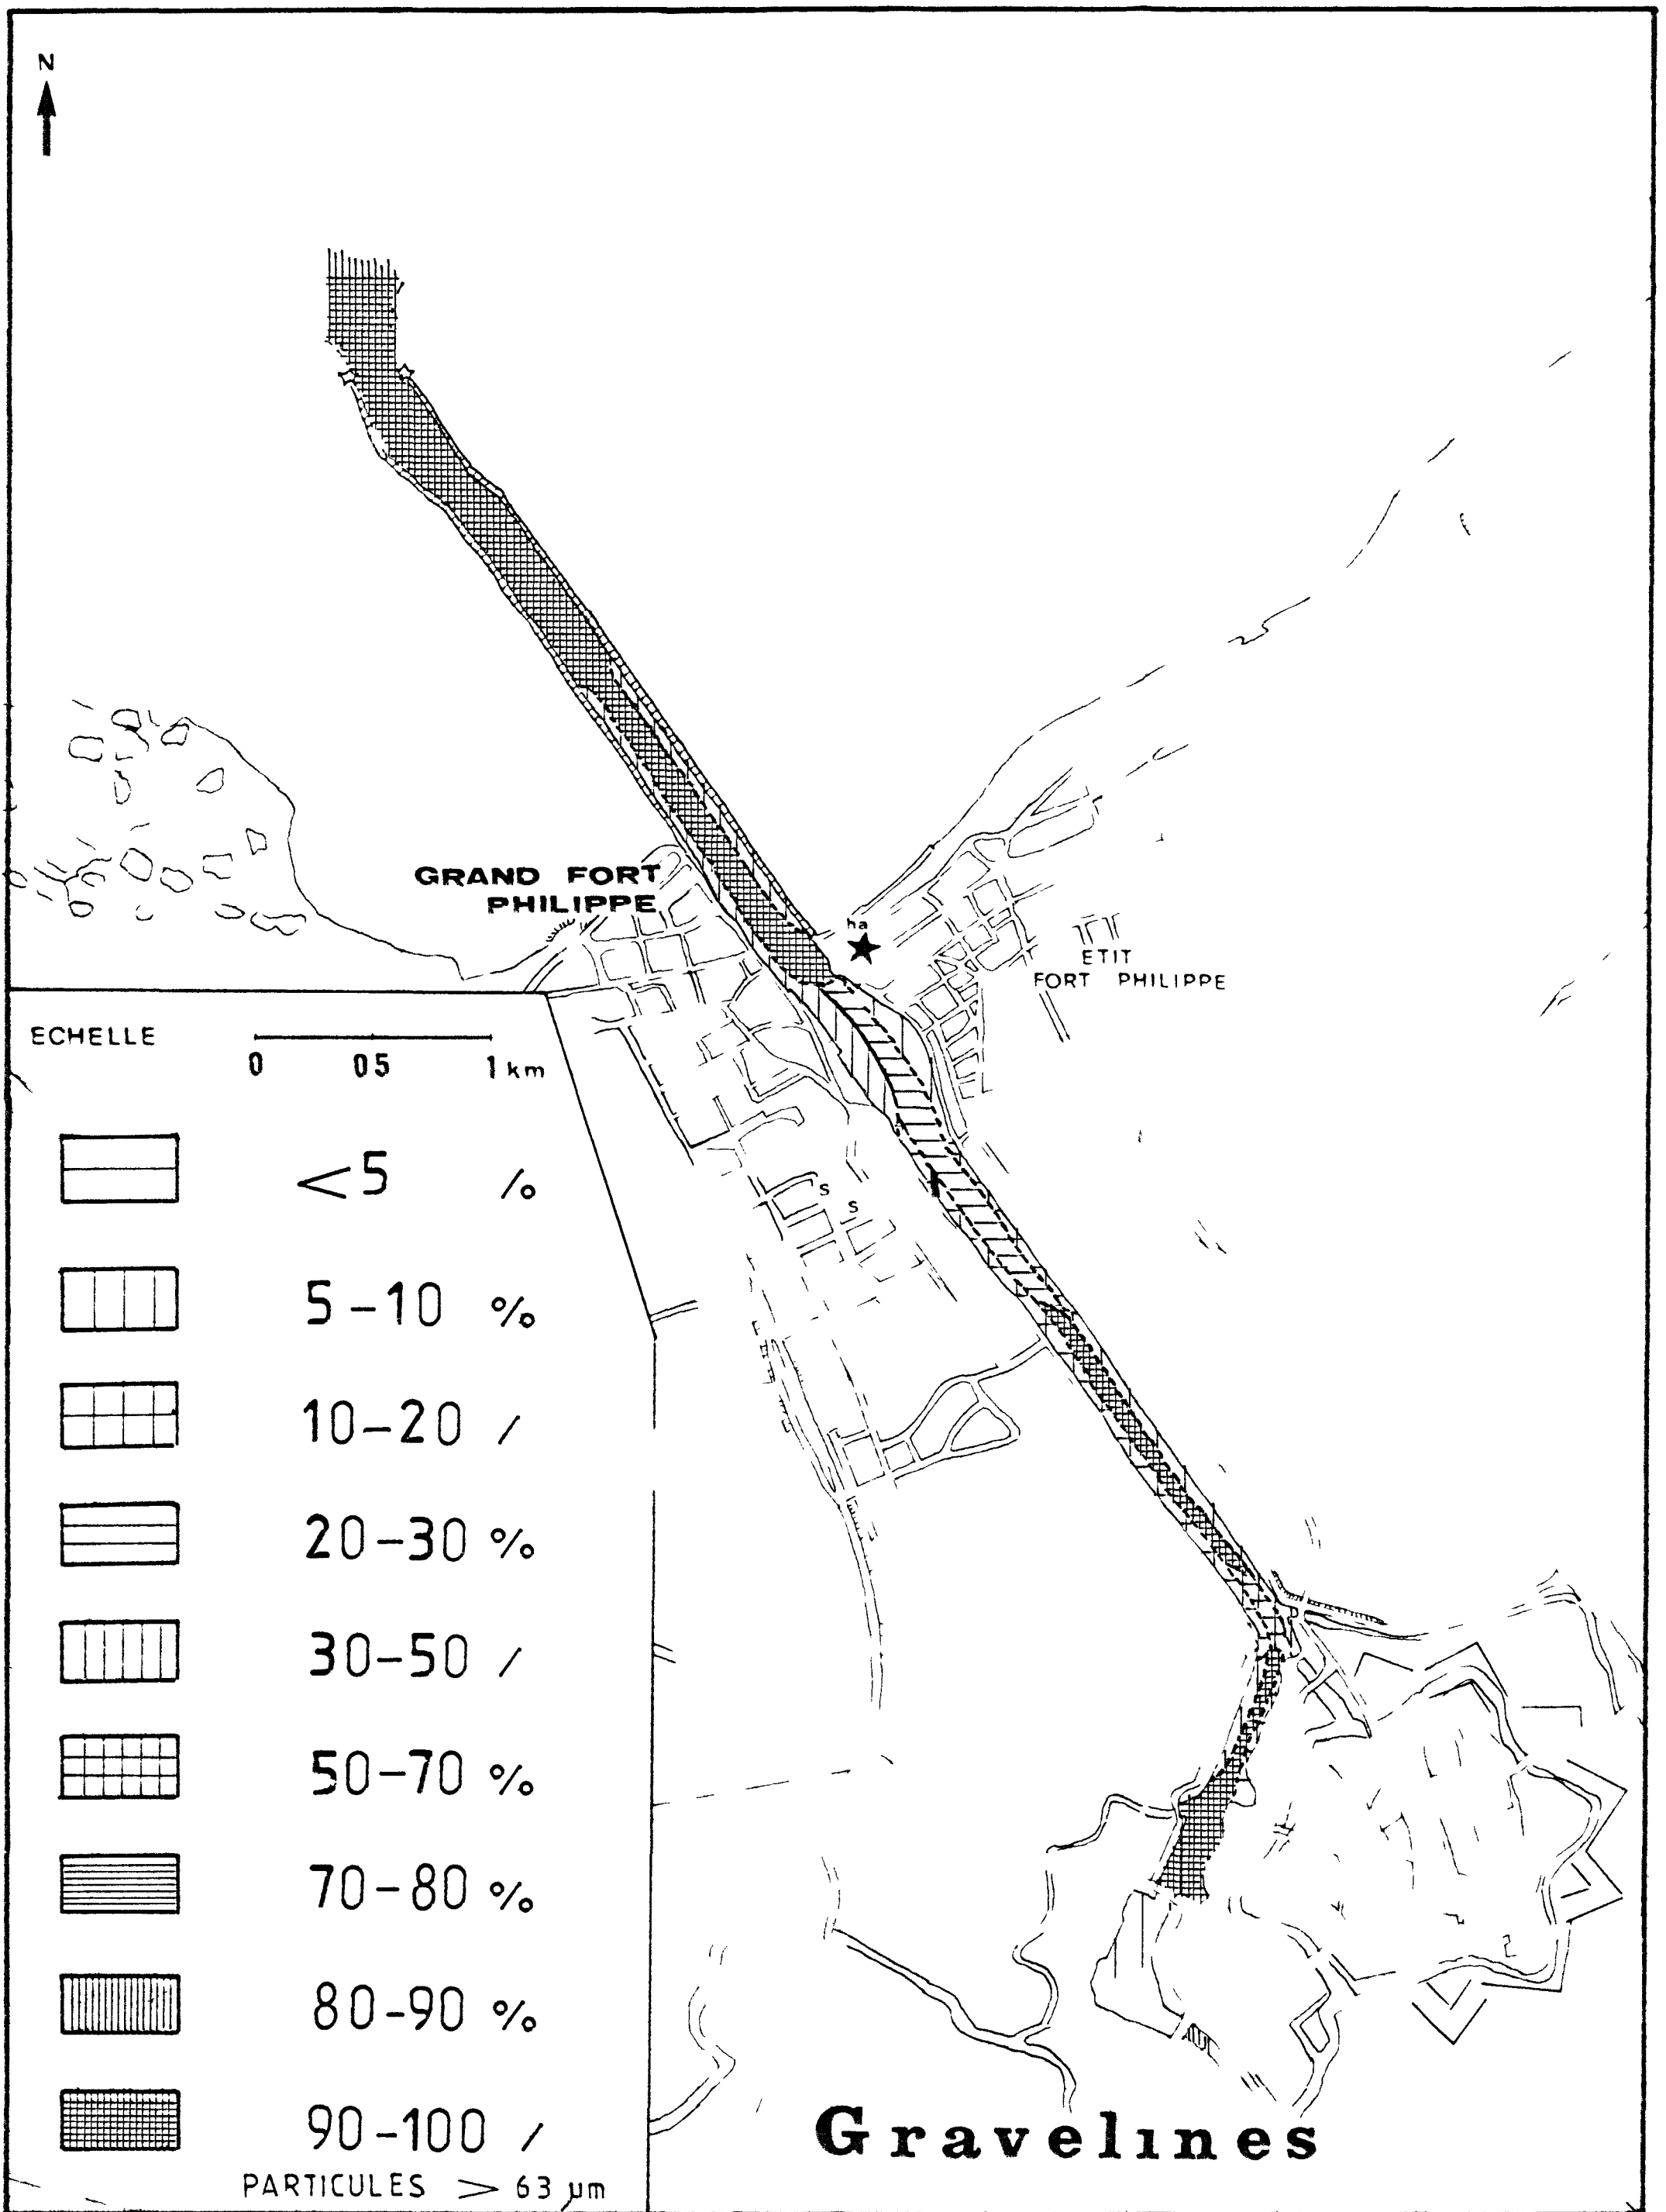 N
GRAND FORT
PHILIPPE
ha
ETIT
FORT PHILIPPE
ECHELLE
0 05 1 km
<5 /o
5-10 %
10-20 /
20-30 %
30-50 /
50-70 %
70-80 %
80-90 %
90-100 /
PARTICULES > 63 µm
S
S
Gravelines